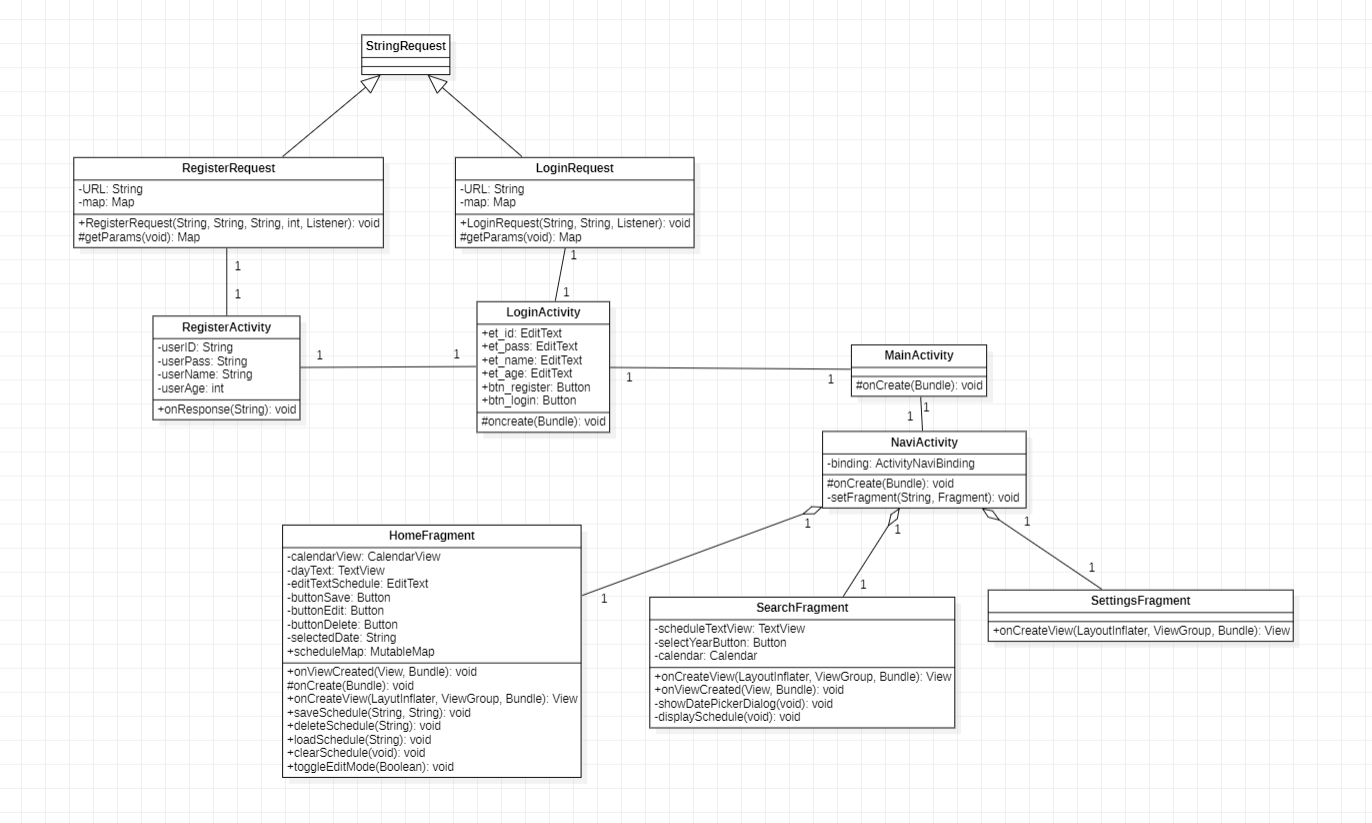 StringRequest
RegisterRequest
-URL: String
-map: Map
+RegisterRequest(String, String, String, int, Listener): void
#getParams(void): Map
LoginRequest
-URL: String
-map: Map
+LoginRequest(String, String, Listener): void
#getParams(void): Map
1
1
1
1
RegisterActivity
-userID: String
-userPass: String
-userName: String
-userAge: int
+onResponse(String): void
1
1
LoginActivity
+et_id: EditText
+et_pass: EditText
+et_name: EditText
+et_age: EditText
+btn_register: Button
+btn_login: Button
#oncreate(Bundle): void
1
1
MainActivity
#onCreate(Bundle): void
1
1
NaviActivity
-binding: ActivityNaviBinding
#onCreate(Bundle): void
-setFragment(String, Fragment): void
1
1
1
1
1
1
HomeFragment
-calendarView: CalendarView
-dayText: TextView
-editTextSchedule: EditText
-buttonSave: Button
-buttonEdit: Button
-buttonDelete: Button
-selectedDate: String
+scheduleMap: MutableMap
+onViewCreated(View, Bundle): void
#onCreate(Bundle): void
+onCreateView(LayutInflater, ViewGroup, Bundle): View
+saveSchedule(String, String): void
+deleteSchedule(String): void
+loadSchedule(String): void
+clearSchedule(void): void
+toggleEditMode(Boolean): void
SearchFragment
-scheduleTextView: TextView
-selectYearButton: Button
-calendar: Calendar
+onCreateView(LayoutInflater, ViewGroup, Bundle): View
+onViewCreated(View, Bundle): void
-showDatePickerDialog(void): void
-displaySchedule(void): void
SettingsFragment
+onCreateView(LayoutInflater, ViewGroup, Bundle): View